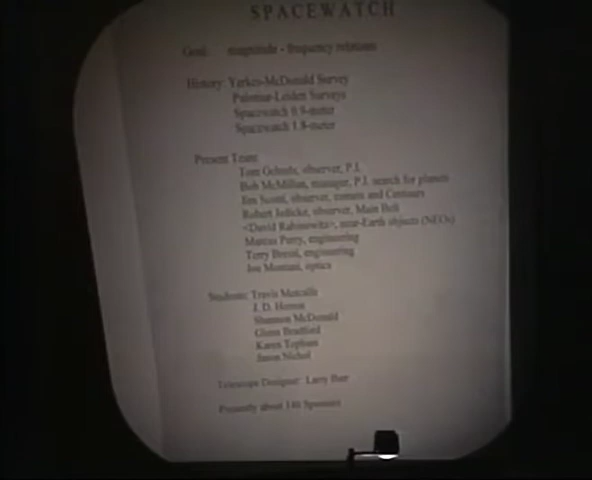 SPACEWATCH
Goal: magnitude - frequency relations
History: Yerkes-McDonald Survey
Palomar-Leiden Surveys
Spacewatch 0.9-meter
Spacewatch 1.8-meter
Present Team:
Tom Gehrels, observer, P.I.
Bob McMillan, manager, P.I. search for planets
Jim Scotti, observer, comets and Centaurs
Robert Jedicke, observer, Main Belt
<David Rabinowitz>, near-Earth objects (NEOs)
Marcus Perry, engineering
Terry Bressi, engineering
Joe Montani, optics
Students: Travis Metcalfe
J. D.
Shannon McDonald
Glenn Bradford
Karen
Jason Nichol
Telescope Designer: Larry Barr
Presently about 140 Sponsors